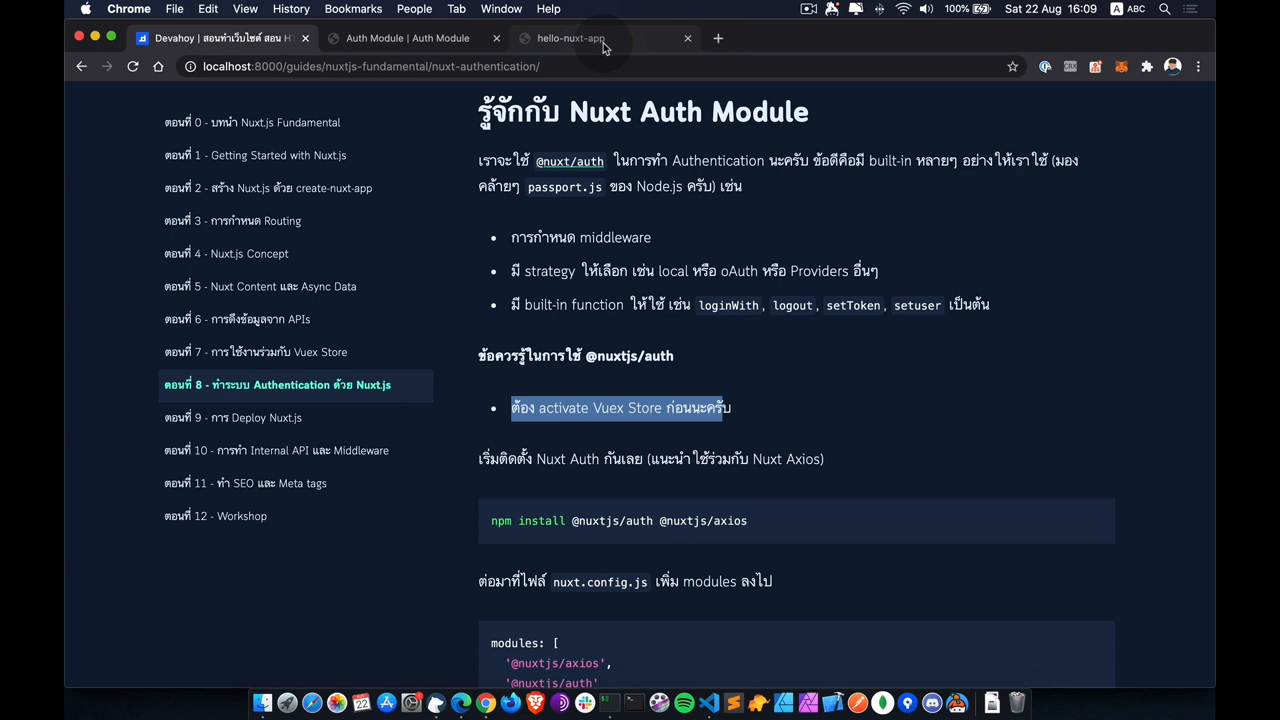 Chrome File Edit View History Bookmarks People Tab Window Help 100% Sat 22 Aug 16:09 A ABC
Devahoy | สอนทำเว็บไซต์ สอน HT Auth Module | Auth Module hello-nuxt-app
localhost:8000/guides/nuxtjs-fundamental/nuxt-authentication/
ตอนที่ 0 - บทนำ Nuxt.js Fundamental
ตอนที่ 1 - Getting Started with Nuxt.js
ตอนที่ 2 - สร้าง Nuxt.js ด้วย create-nuxt-app
ตอนที่ 3 - การกำหนด Routing
ตอนที่ 4 - Nuxt.js Concept
ตอนที่ 5 - Nuxt Content และ Async Data
ตอนที่ 6 - การดึงข้อมูลจาก APIs
ตอนที่ 7 - การใช้งานร่วมกับ Vuex Store
ตอนที่ 8 - ทำระบบ Authentication ด้วย Nuxt.js
ตอนที่ 9 - การ Deploy Nuxt.js
ตอนที่ 10 - การทำ Internal API และ Middleware
ตอนที่ 11 - ทำ SEO และ Meta tags
ตอนที่ 12 - Workshop
รู้จักกับ Nuxt Auth Module
เราจะใช้ @nuxt/auth ในการทำ Authentication นะครับ ข้อดีคือมี built-in หลายๆ อย่างให้เราใช้ (มอง
คล้ายๆ passport.js ของ Node.js ครับ) เช่น
• การกำหนด middleware
• มี strategy ให้เลือก เช่น local หรือ oAuth หรือ Providers อื่นๆ
• มี built-in function ให้ใช้ เช่น loginWith, logout, setToken, setuser เป็นต้น
ข้อควรรู้ในการใช้ @nuxtjs/auth
• ต้อง activate Vuex Store ก่อนนะครับ
เริ่มติดตั้ง Nuxt Auth กันเลย (แนะนำใช้ร่วมกับ Nuxt Axios)
npm install @nuxtjs/auth @nuxtjs/axios
ต่อมาที่ไฟล์ nuxt.config.js เพิ่ม modules ลงไป
modules: [
'@nuxtjs/axios',
'@nuxtjs/auth'